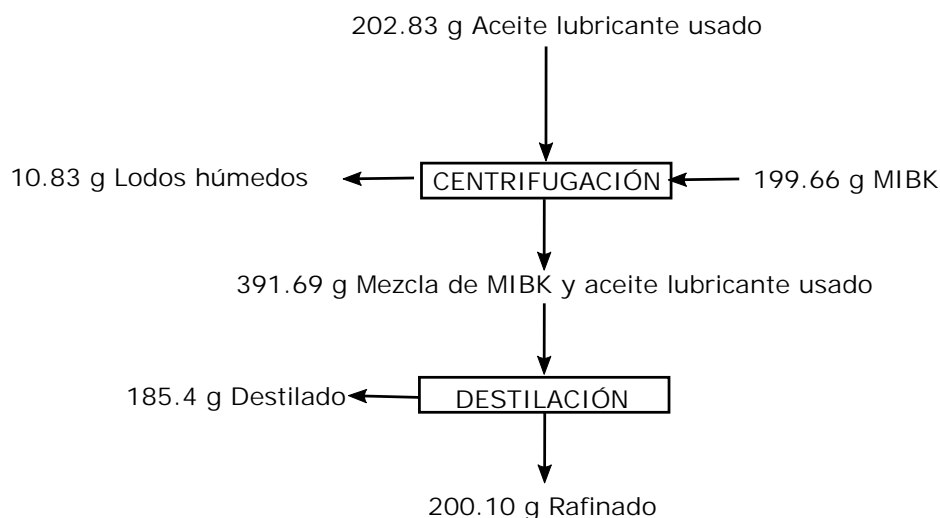 202.83 g Aceite lubricante usado
10.83 g Lodos húmedos
CENTRIFUGACIÓN
199.66 g MIBK
391.69 g Mezcla de MIBK y aceite lubricante usado
185.4 g Destilado
DESTILACIÓN
200.10 g Rafinado